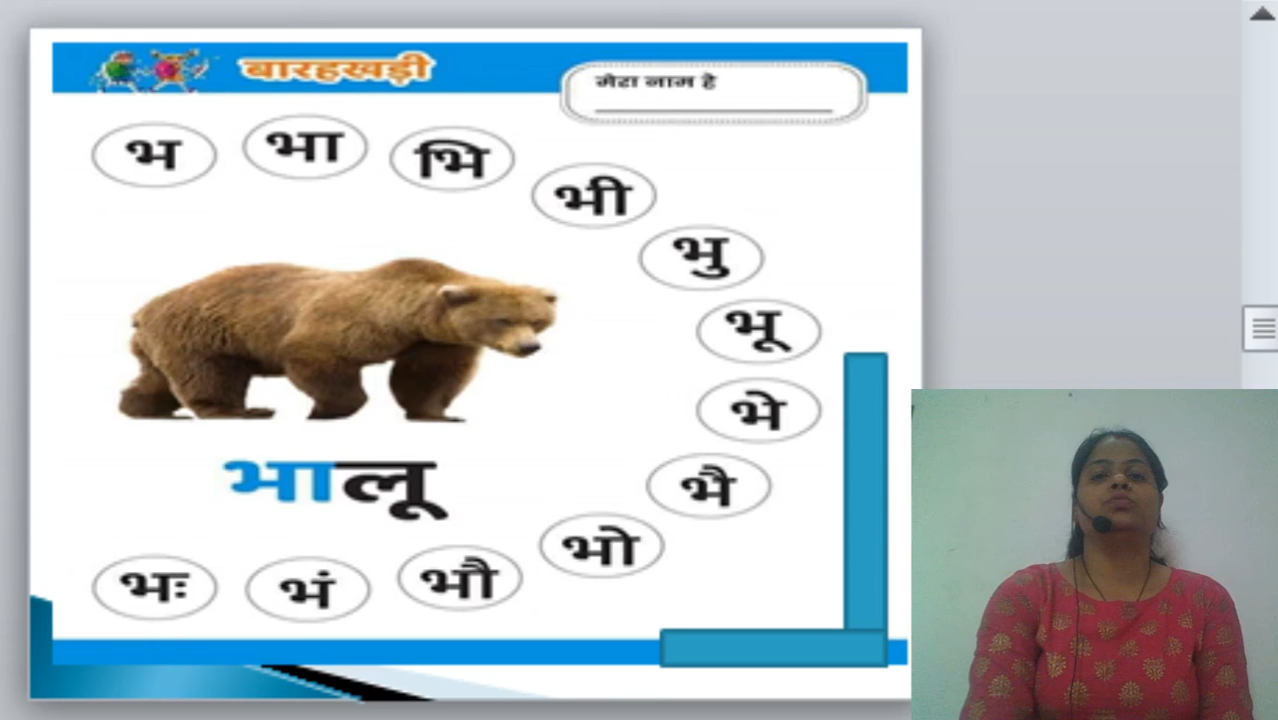 बारहखड़ी
मेरा नाम है
भ भा भि भी भु भू भे भै भो भौ भं भः
भालू